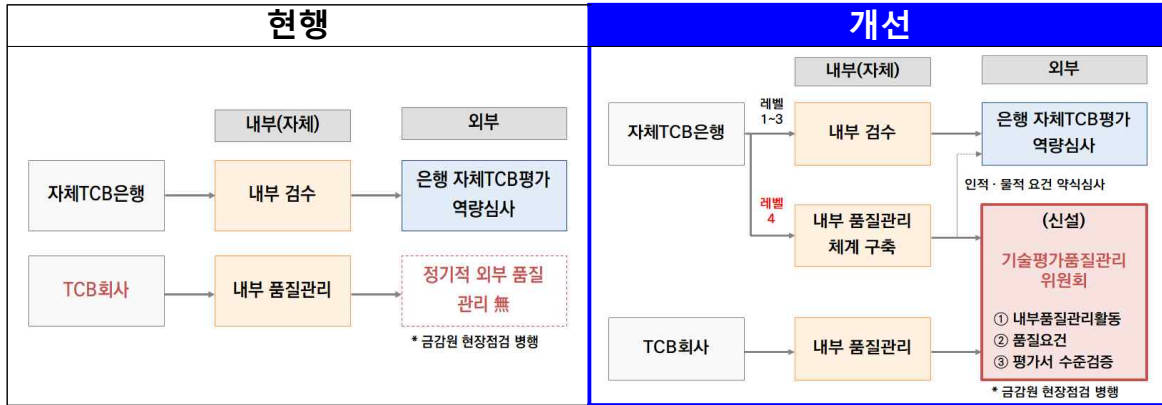 현행
내부(자체)
외부
자체TCB은행
내부 검수
은행 자체TCB평가
역량심사
TCB회사
내부 품질관리
정기적 외부 품질
관리 無
* 금감원 현장점검 병행
개선
내부(자체)
외부
자체TCB은행
레벨
1~3
내부 검수
은행 자체TCB평가
역량심사
인적 · 물적 요건 약식심사
레벨
4
내부 품질관리
체계 구축
(신설)
기술평가품질관리
위원회
① 내부품질관리활동
② 품질요건
③ 평가서 수준검증
TCB회사
내부 품질관리
* 금감원 현장점검 병행